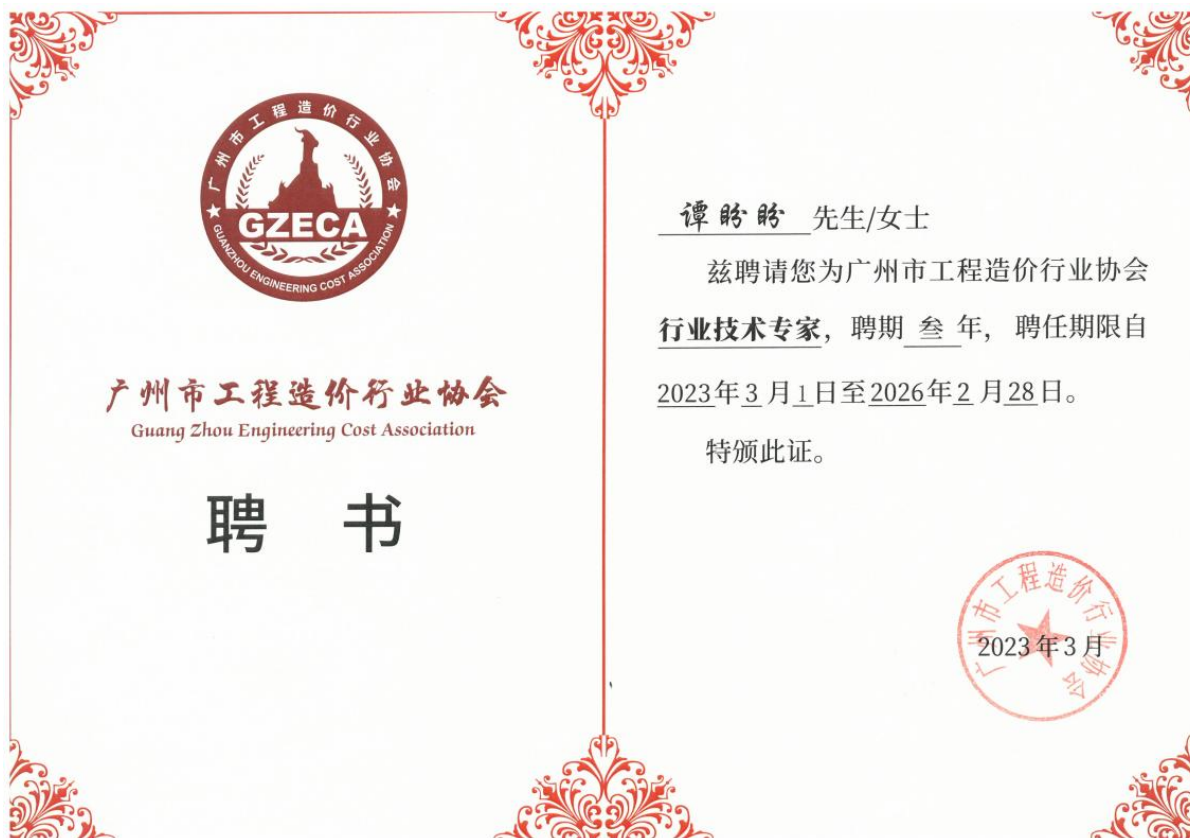 广州市工程造价行业协会
GZECA
GUANZHOU ENGINEERING COST ASSOCIATION
广州市工程造价行业协会
Guang Zhou Engineering Cost Association
聘 书
谭盼盼 先生/女士
兹聘请您为广州市工程造价行业协会
行业技术专家，聘期 叁 年，聘任期限自
2023年3月1日至2026年2月28日。
特颁此证。
广州市工程造价行业协会
2023年3月